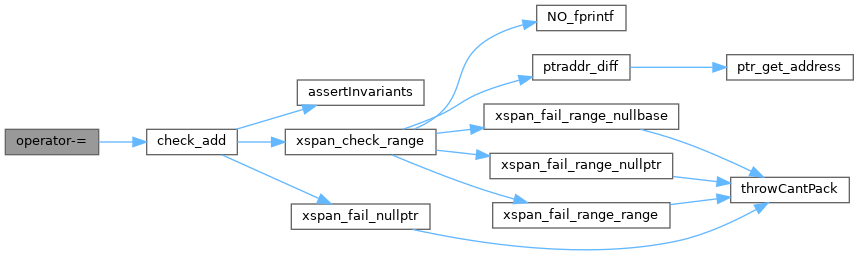 operator-=
check_add
assertInvariants
xspan_check_range
xspan_fail_nullptr
NO_fprintf
ptraddr_diff
ptr_get_address
xspan_fail_range_nullbase
xspan_fail_range_nullptr
xspan_fail_range_range
throwCantPack